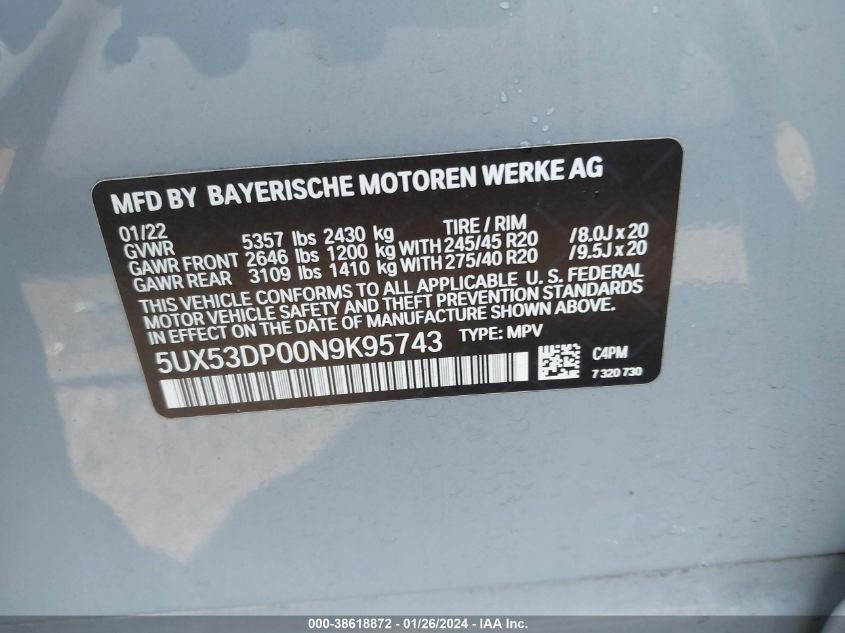 MFD BY BAYERISCHE MOTOREN WERKE AG
01/22 TIRE / RIM
GVWR 5357 lbs 2430 kg
GAWR FRONT 2646 lbs 1200 kg WITH 245/45 R20 /8.0J x 20
GAWR REAR 3109 lbs 1410 kg WITH 275/40 R20 /9.5J x 20
THIS VEHICLE CONFORMS TO ALL APPLICABLE U. S. FEDERAL
MOTOR VEHICLE SAFETY AND THEFT PREVENTION STANDARDS
IN EFFECT ON THE DATE OF MANUFACTURE SHOWN ABOVE.
5UX53DP00N9K95743 TYPE: MPV
C4PM
7 320 730
000-38618872 - 01/26/2024 - IAA Inc.